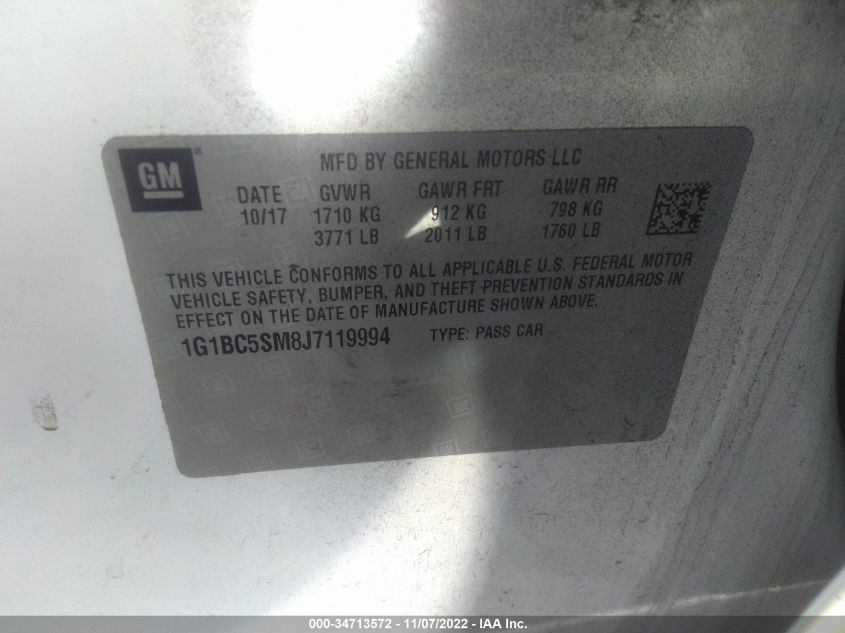 GM®
MFD BY GENERAL MOTORS LLC
DATE GVWR GAWR FRT GAWR RR
10/17 1710 KG 912 KG 798 KG
3771 LB 2011 LB 1760 LB
THIS VEHICLE CONFORMS TO ALL APPLICABLE U.S. FEDERAL MOTOR
VEHICLE SAFETY, BUMPER, AND THEFT PREVENTION STANDARDS IN
EFFECT ON THE DATE OF MANUFACTURE SHOWN ABOVE.
1G1BC5SM8J7119994 TYPE: PASS CAR
000-34713572 — 11/07/2022 — IAA Inc.